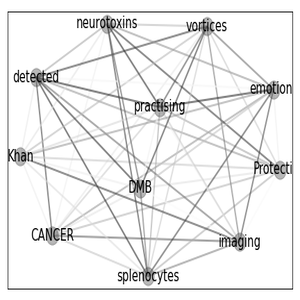 neurotoxins
vortices
detected
emotion
practising
Khan
Protecti
DMB
CANCER
imaging
splenocytes